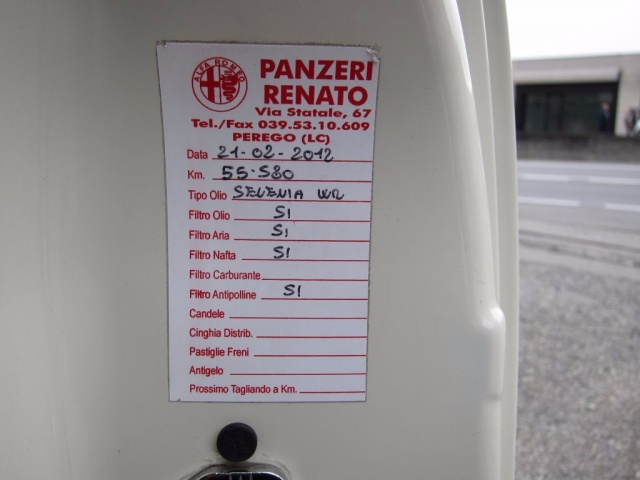 ALFA ROMEO
PANZERI
RENATO
Via Statale, 67
Tel./Fax 039.53.10.609
PEREGO (LC)
Data 21-02-2012
Km. 55-580
Tipo Olio SELENIA WR
Filtro Olio SI
Filtro Aria SI
Filtro Nafta SI
Filtro Carburante
Filtro Antipolline SI
Candele
Cinghia Distrib.
Pastiglie Freni
Antigelo
Prossimo Tagliando a Km.